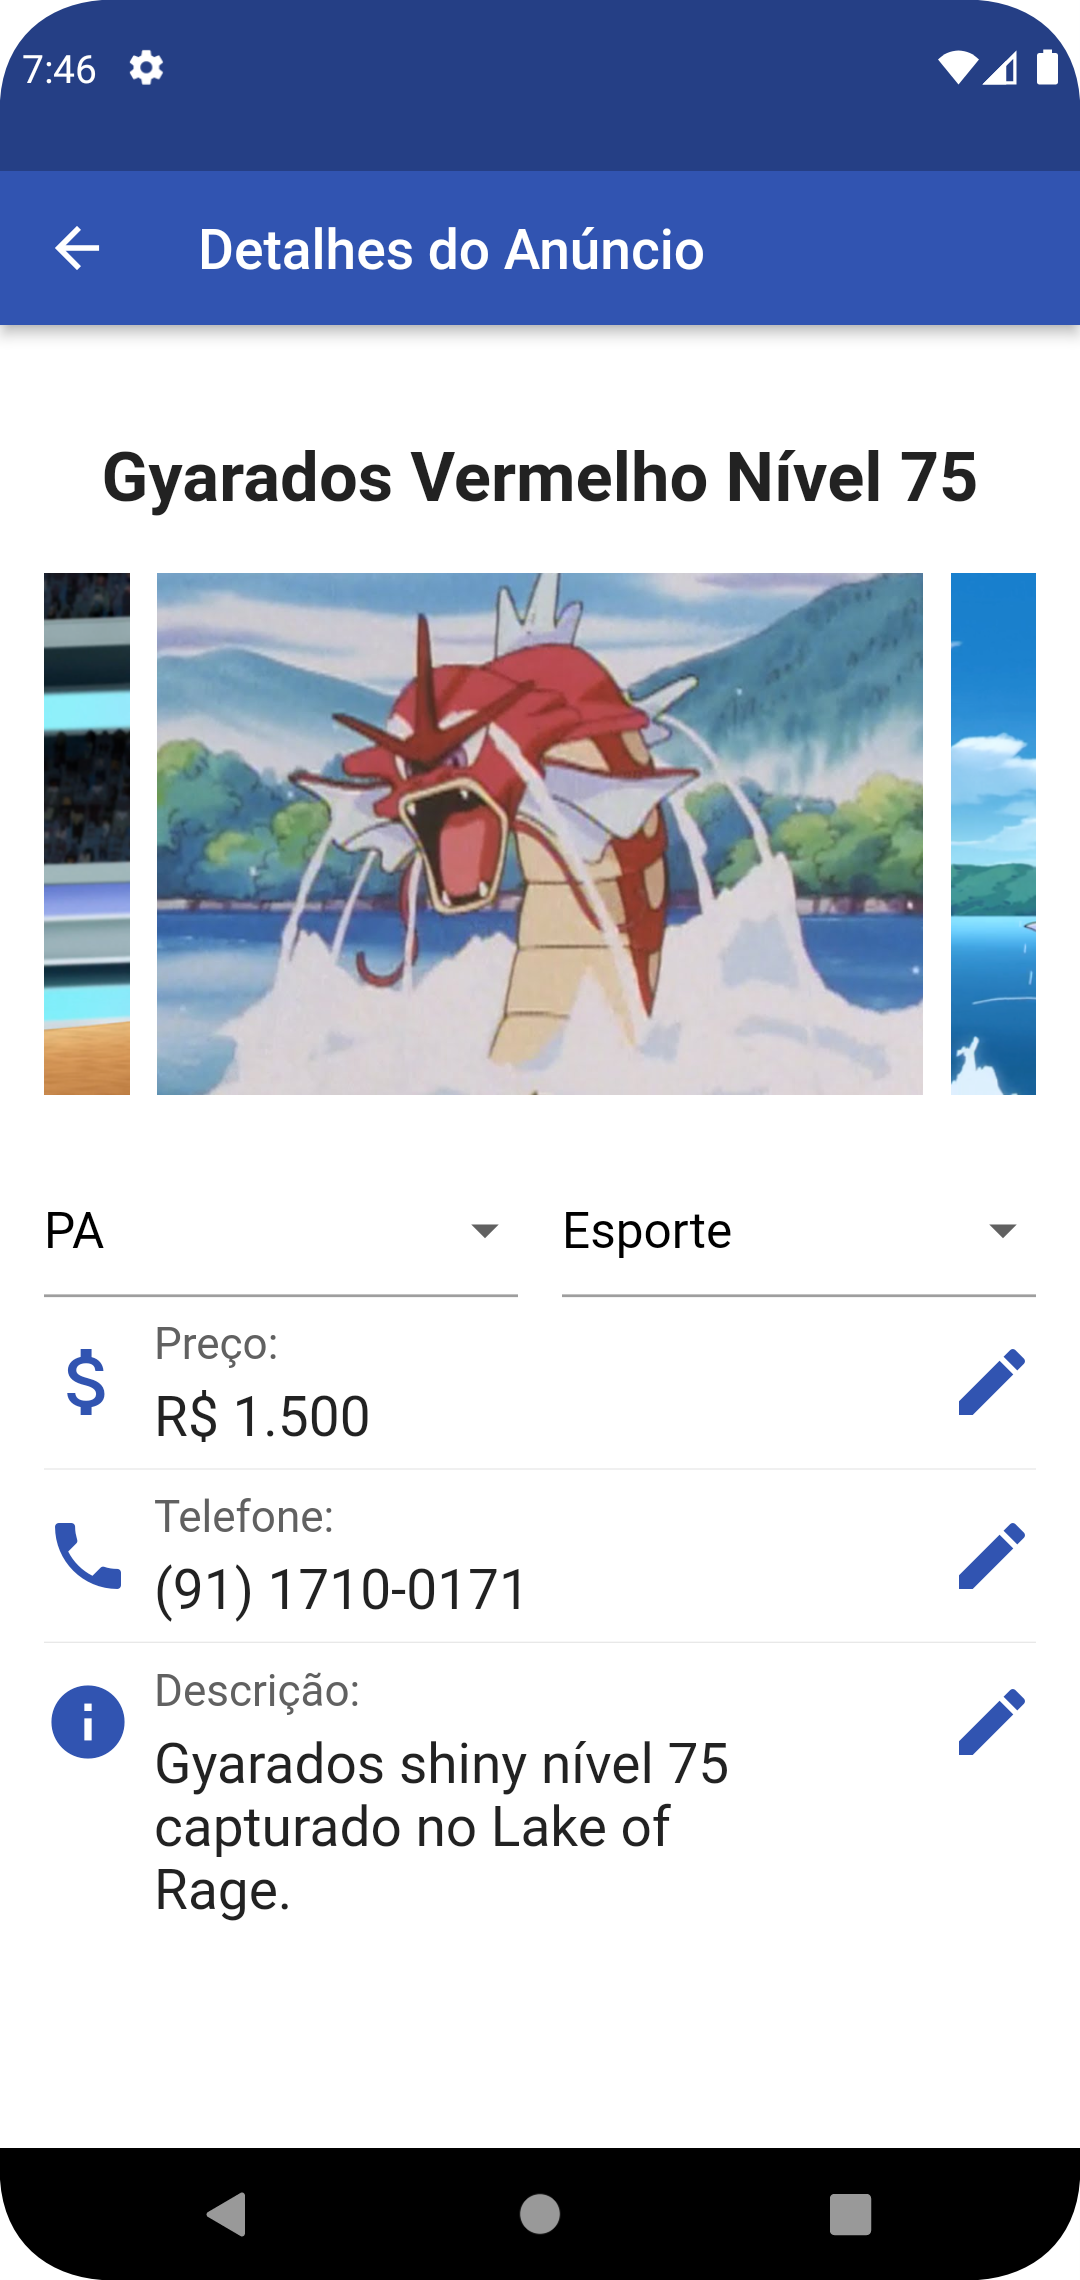 7:46
Detalhes do Anúncio
Gyarados Vermelho Nível 75
PA
Esporte
Preço:
R$ 1.500
Telefone:
(91) 1710-0171
Descrição:
Gyarados shiny nível 75
capturado no Lake of
Rage.